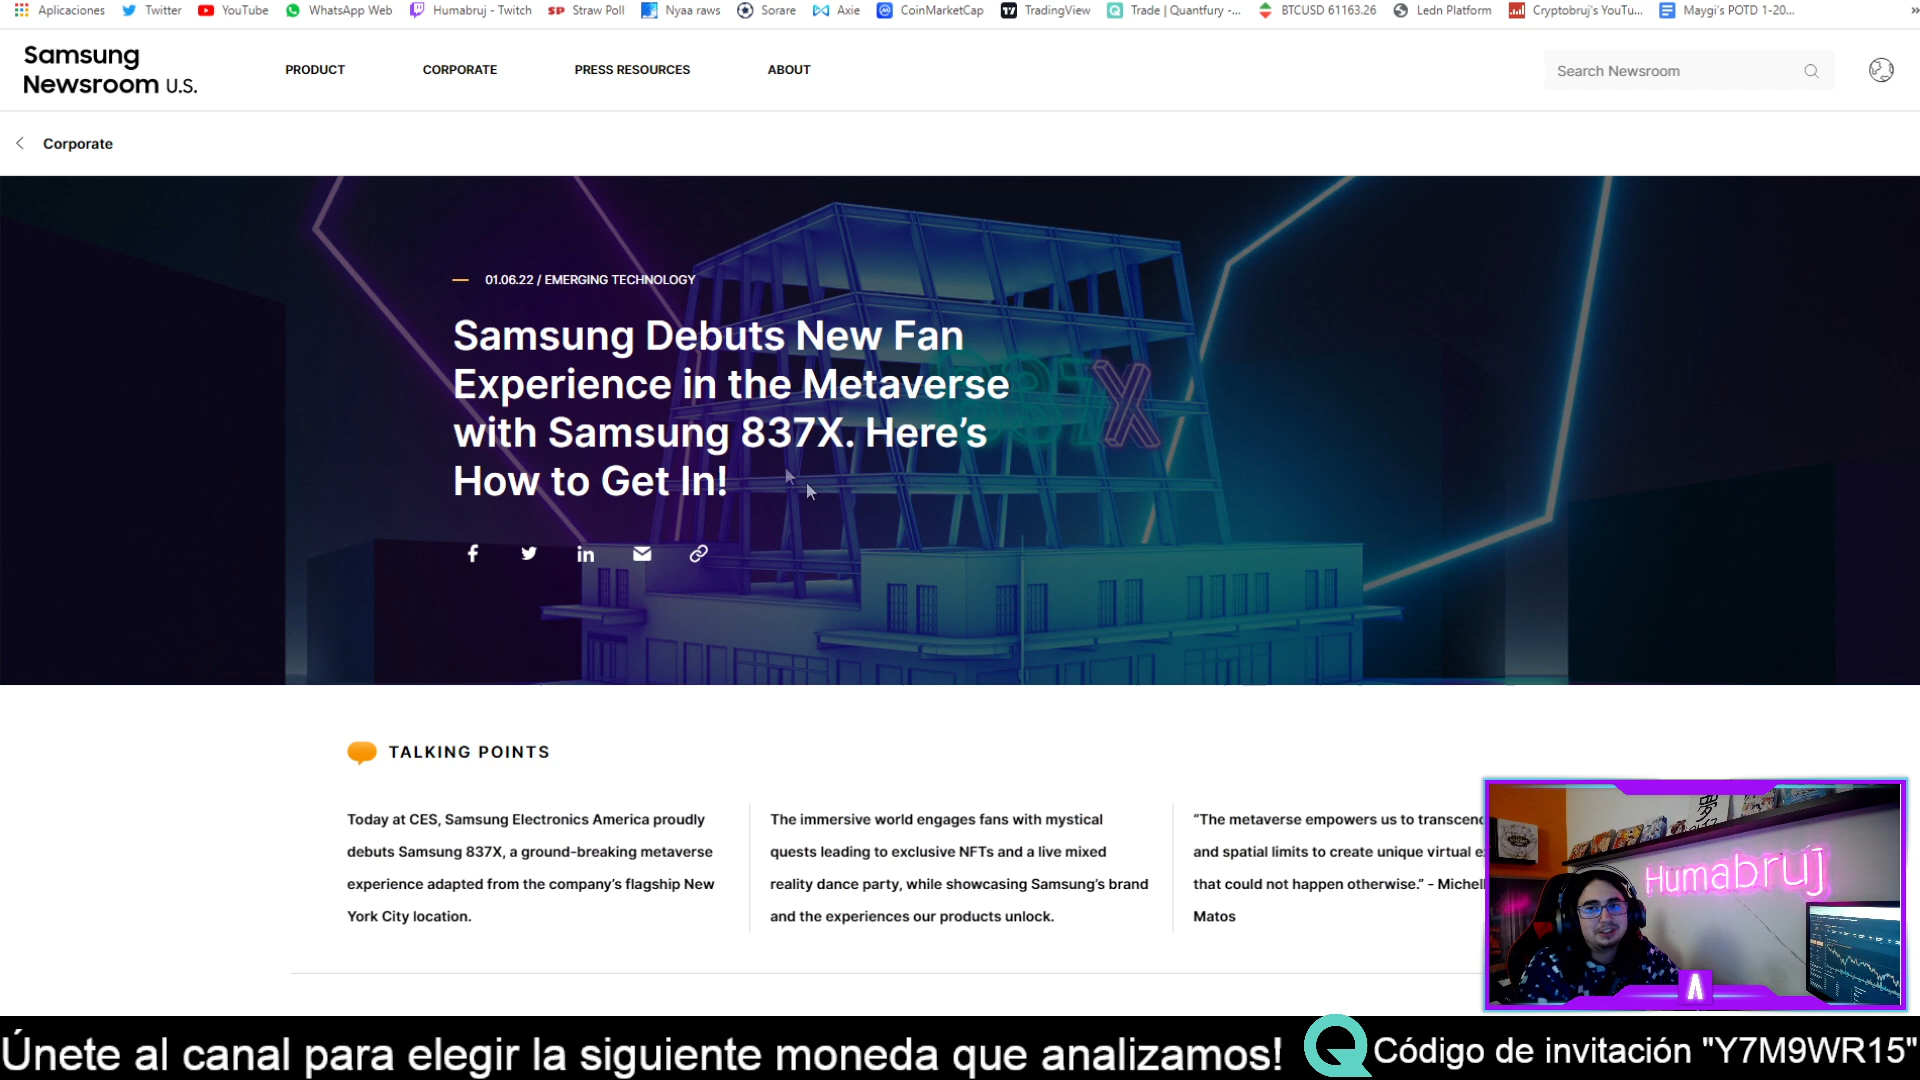 Aplicaciones Twitter YouTube WhatsApp Web Humabruj - Twitch SP Straw Poll Nyaa raws Sorare Axie CoinMarketCap TradingView Trade | Quantfury -... BTCUSD 61163.26 Ledn Platform Cryptobruj's YouTu... Maygi's POTD 1-20... »
Samsung
Newsroom U.S.
PRODUCT CORPORATE PRESS RESOURCES ABOUT
Search Newsroom
Corporate
01.06.22 / EMERGING TECHNOLOGY
Samsung Debuts New Fan
Experience in the Metaverse
with Samsung 837X. Here’s
How to Get In!
837X
TALKING POINTS
Today at CES, Samsung Electronics America proudly
debuts Samsung 837X, a ground-breaking metaverse
experience adapted from the company’s flagship New
York City location.
The immersive world engages fans with mystical
quests leading to exclusive NFTs and a live mixed
reality dance party, while showcasing Samsung’s brand
and the experiences our products unlock.
“The metaverse empowers us to transcend
and spatial limits to create unique virtual e
that could not happen otherwise.” - Michell
Matos
夢
Humabruj
Únete al canal para elegir la siguiente moneda que analizamos!
Código de invitación "Y7M9WR15"